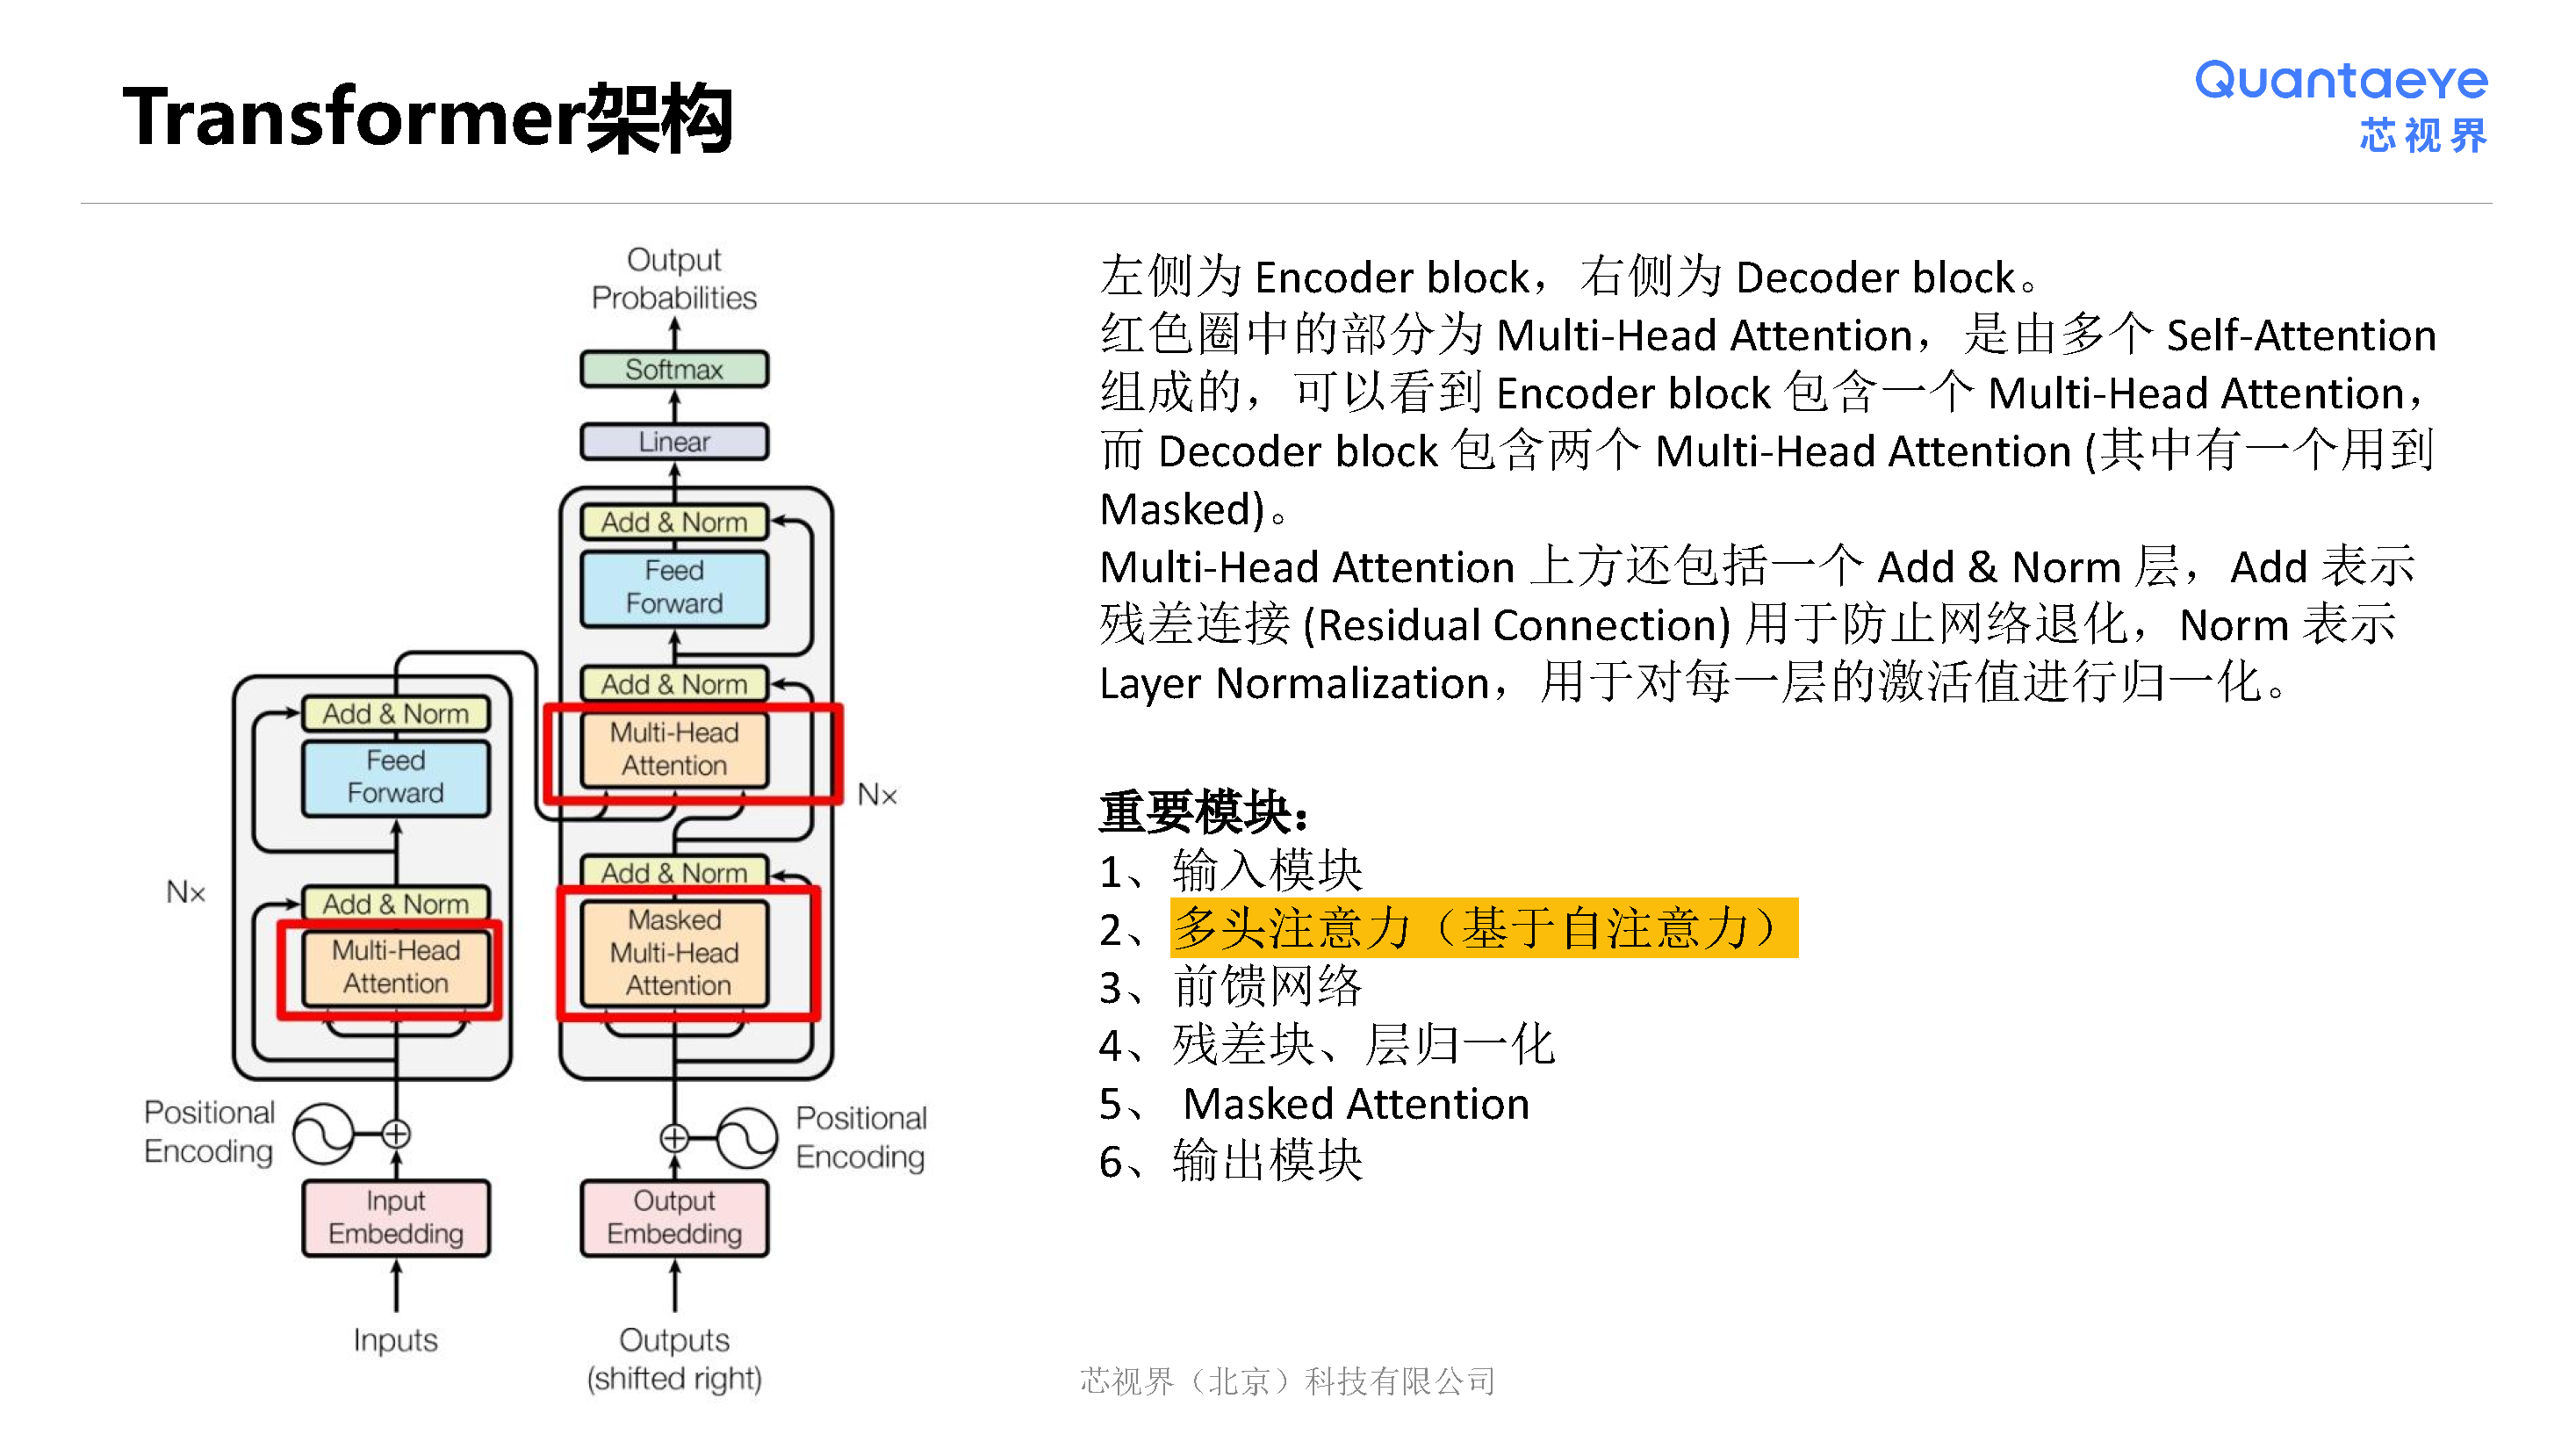 Transformer架构
Quantaeye
芯视界
Output
Probabilities
Softmax
Linear
Add & Norm
Feed
Forward
Add & Norm
Multi-Head
Attention
Nx
Add & Norm
Masked
Multi-Head
Attention
Add & Norm
Feed
Forward
Nx
Add & Norm
Multi-Head
Attention
Positional
Encoding
Positional
Encoding
Input
Embedding
Output
Embedding
Inputs
Outputs
(shifted right)
左侧为 Encoder block，右侧为 Decoder block。
红色圈中的部分为 Multi-Head Attention，是由多个 Self-Attention
组成的，可以看到 Encoder block 包含一个 Multi-Head Attention，
而 Decoder block 包含两个 Multi-Head Attention (其中有一个用到
Masked)。
Multi-Head Attention 上方还包括一个 Add & Norm 层，Add 表示
残差连接 (Residual Connection) 用于防止网络退化，Norm 表示
Layer Normalization，用于对每一层的激活值进行归一化。
重要模块：
1、输入模块
2、多头注意力（基于自注意力）
3、前馈网络
4、残差块、层归一化
5、 Masked Attention
6、输出模块
芯视界（北京）科技有限公司